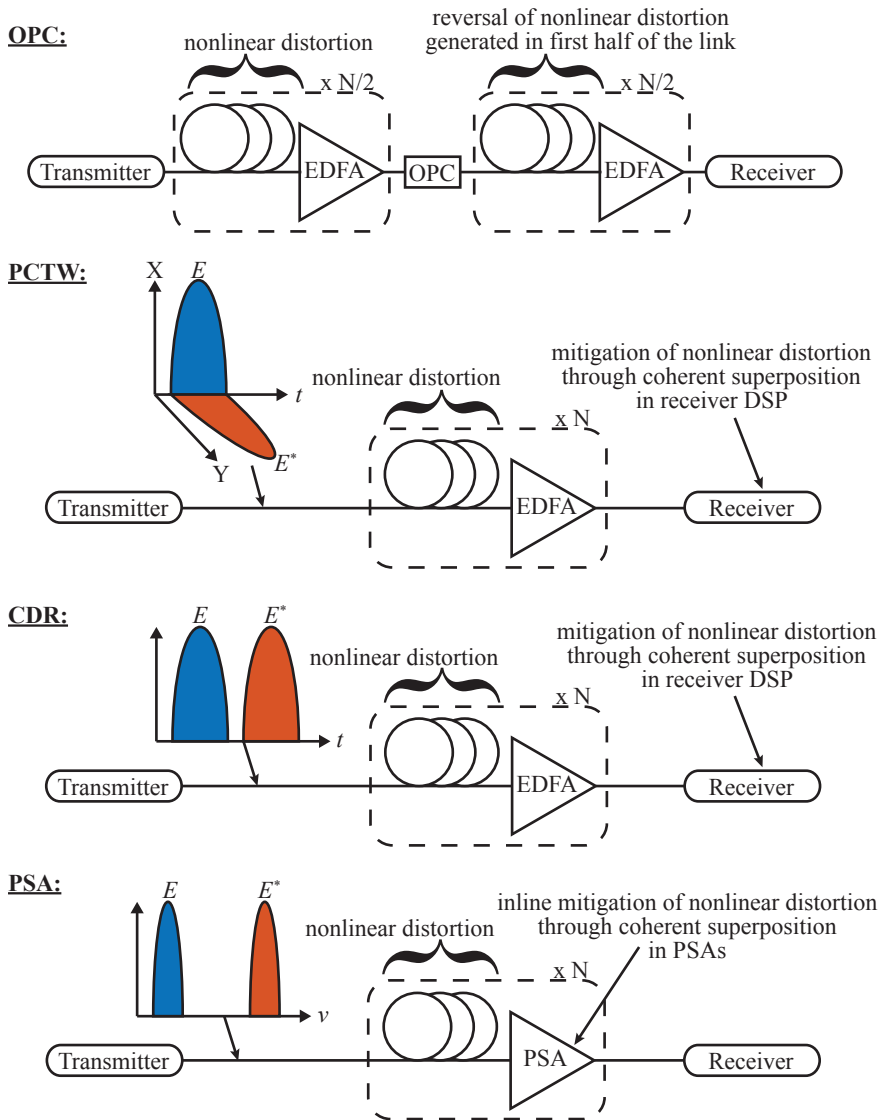 OPC:
nonlinear distortion
reversal of nonlinear distortion
generated in first half of the link
x N/2
x N/2
Transmitter
EDFA
OPC
EDFA
Receiver
PCTW:
X
E
t
Y
E*
nonlinear distortion
mitigation of nonlinear distortion
through coherent superposition
in receiver DSP
x N
Transmitter
EDFA
Receiver
CDR:
E
E*
t
nonlinear distortion
mitigation of nonlinear distortion
through coherent superposition
in receiver DSP
x N
Transmitter
EDFA
Receiver
PSA:
E
E*
ν
nonlinear distortion
inline mitigation of nonlinear distortion
through coherent superposition
in PSAs
x N
Transmitter
PSA
Receiver